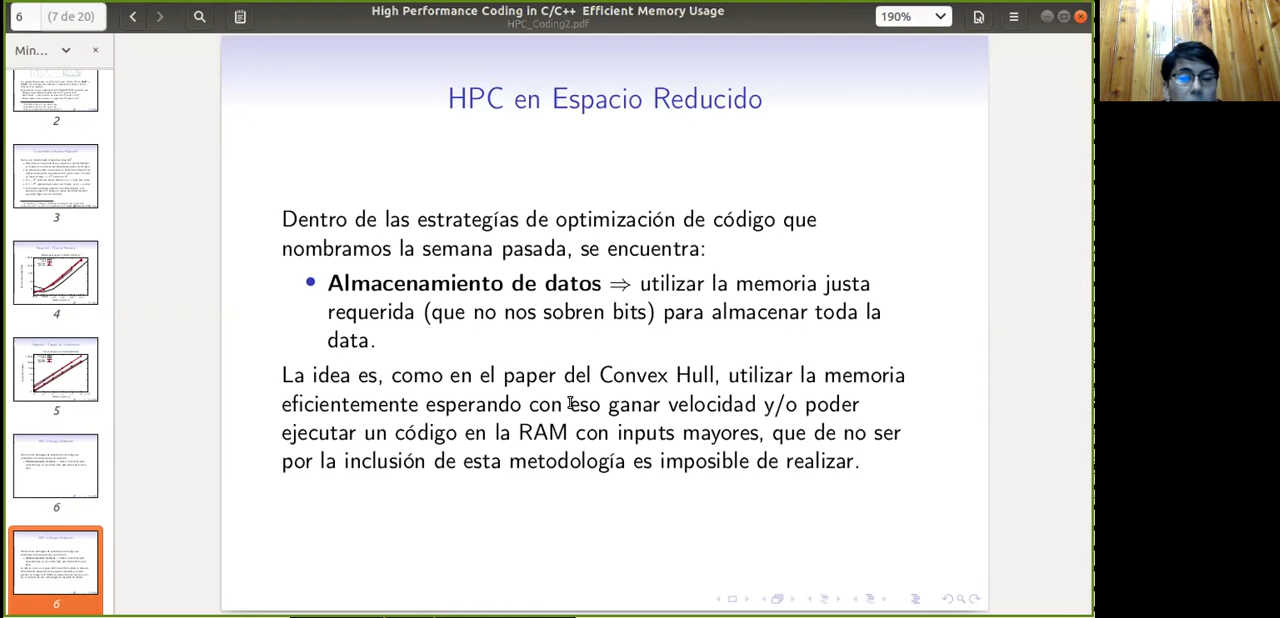 6 (7 de 20)
High Performance Coding in C/C++ Efficient Memory Usage
HPC_Coding2.pdf
190%
Min...
2
3
4
5
6
6
HPC en Espacio Reducido
Dentro de las estrategías de optimización de código que
nombramos la semana pasada, se encuentra:
• Almacenamiento de datos ⇒ utilizar la memoria justa
requerida (que no nos sobren bits) para almacenar toda la
data.
La idea es, como en el paper del Convex Hull, utilizar la memoria
eficientemente esperando con eso ganar velocidad y/o poder
ejecutar un código en la RAM con inputs mayores, que de no ser
por la inclusión de esta metodología es imposible de realizar.